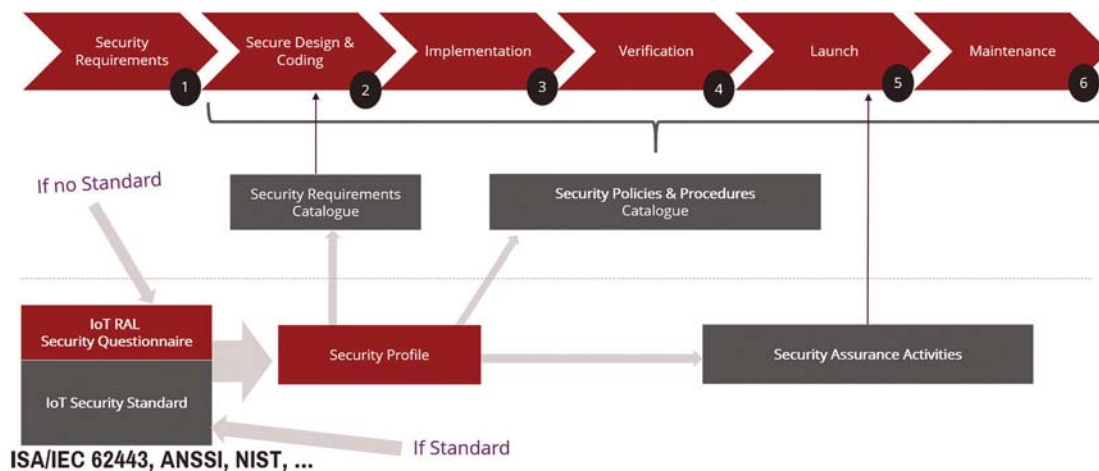 Security
Requirements
1
Secure Design &
Coding
2
Implementation
3
Verification
4
Launch
5
Maintenance
6
If no Standard
Security Requirements
Catalogue
Security Policies & Procedures
Catalogue
IoT RAL
Security Questionnaire
Security Profile
Security Assurance Activities
IoT Security Standard
If Standard
ISA/IEC 62443, ANSSI, NIST, ...